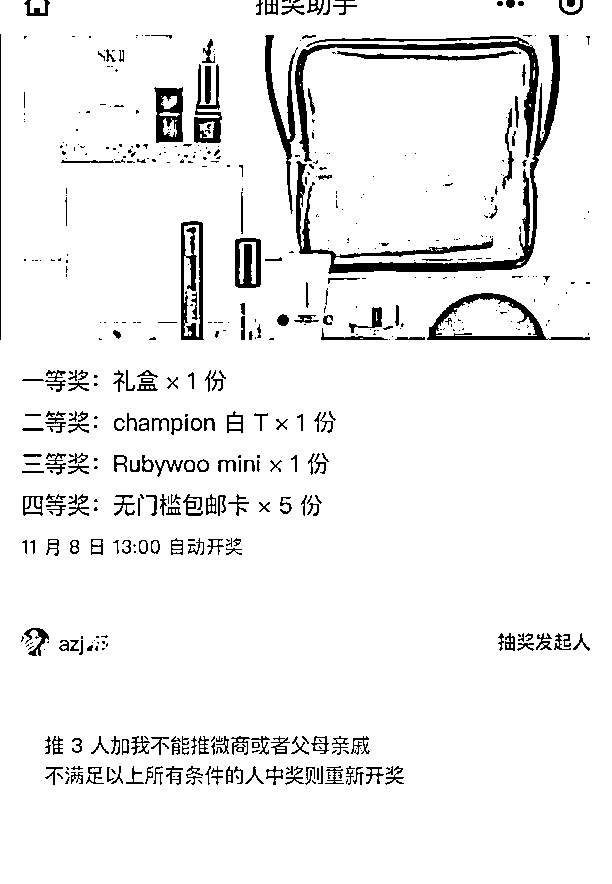 抽奖助手
SKII
一等奖：礼盒 × 1 份
二等奖：champion 白 T × 1 份
三等奖：Rubywoo mini × 1 份
四等奖：无门槛包邮卡 × 5 份
11 月 8 日 13:00 自动开奖
azj
抽奖发起人
推 3 人加我不能推微商或者父母亲戚
不满足以上所有条件的人中奖则重新开奖